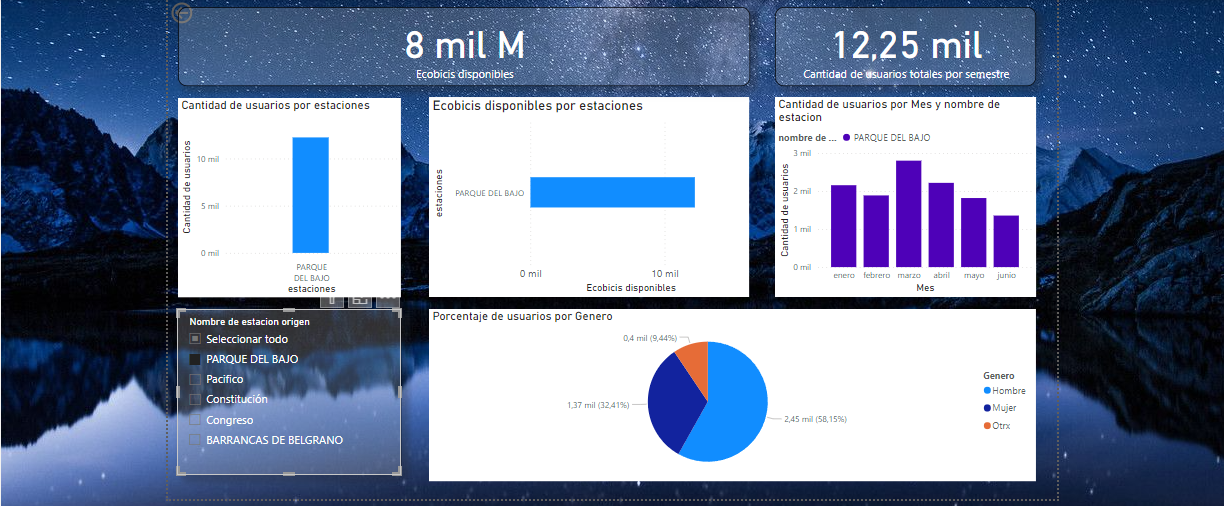 8 mil M
Ecobicis disponibles
12,25 mil
Cantidad de usuarios totales por semestre
Cantidad de usuarios por estaciones
Cantidad de usuarios
10 mil
5 mil
0 mil
PARQUE
DEL BAJO
estaciones
Ecobicis disponibles por estaciones
estaciones
PARQUE DEL BAJO
0 mil
10 mil
Ecobicis disponibles
Cantidad de usuarios por Mes y nombre de
estacion
nombre de ...
PARQUE DEL BAJO
Cantidad de usuarios
3 mil
2 mil
1 mil
0 mil
enero
febrero
marzo
abril
mayo
junio
Mes
Nombre de estacion origen
Seleccionar todo
PARQUE DEL BAJO
Pacifico
Constitución
Congreso
BARRANCAS DE BELGRANO
Porcentaje de usuarios por Genero
0,4 mil (9,44%)
1,37 mil (32,41%)
2,45 mil (58,15%)
Genero
Hombre
Mujer
Otrx